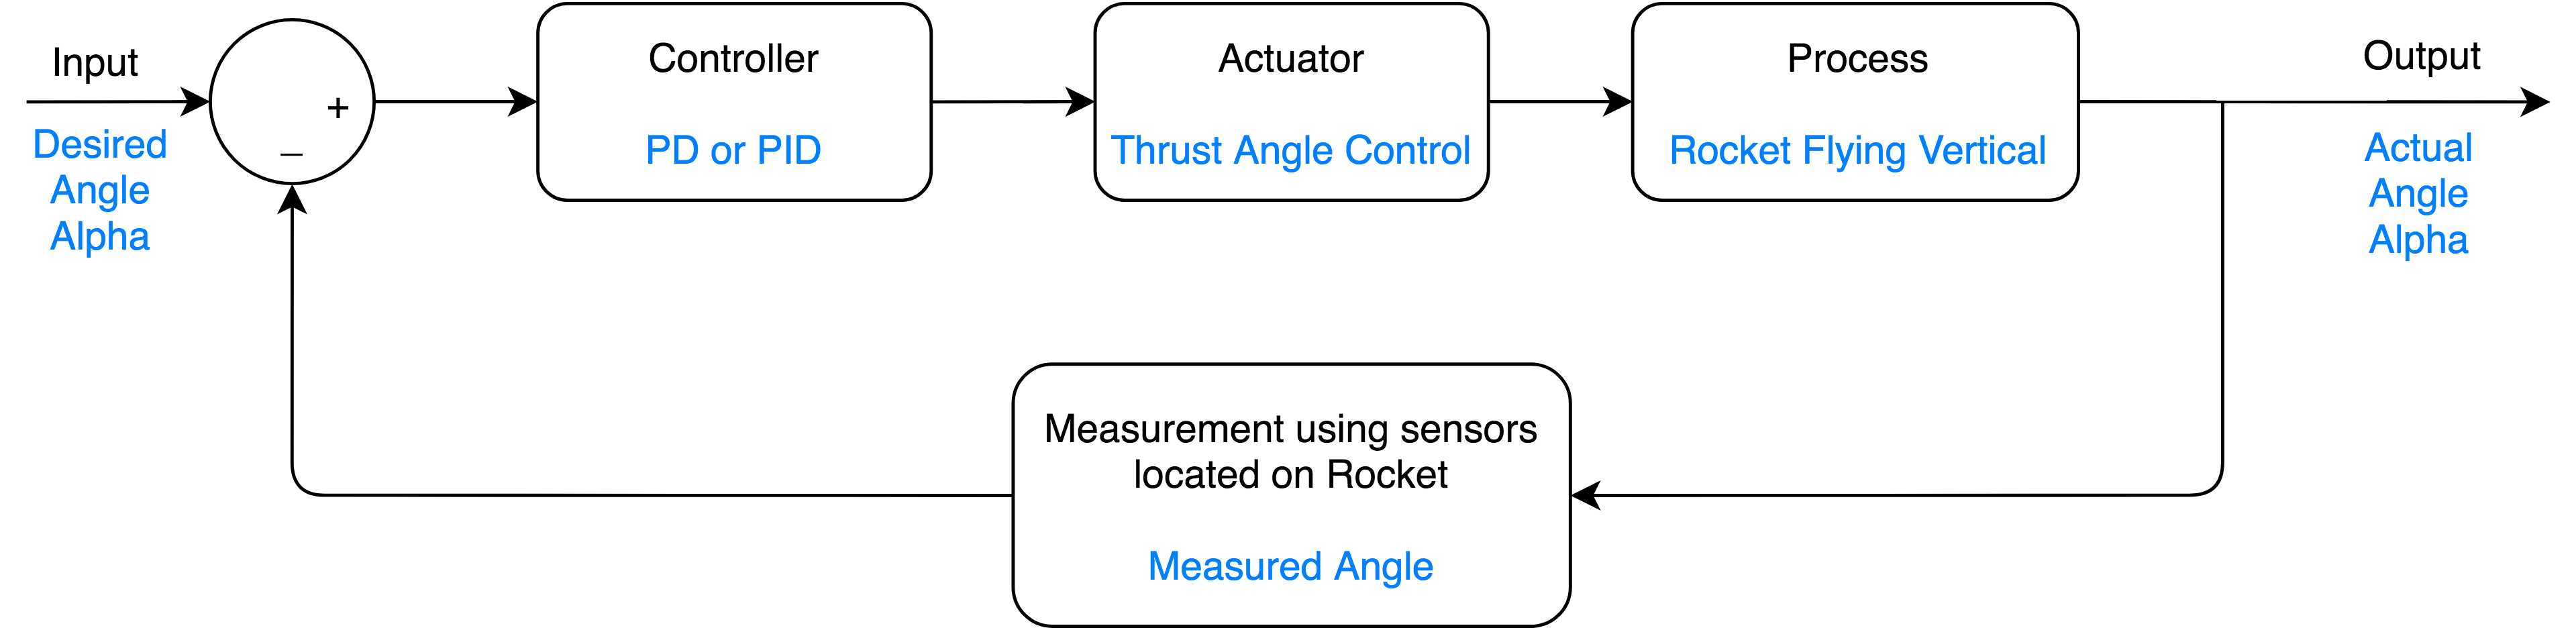 Input
Desired
Angle
Alpha
+
−
Controller
PD or PID
Actuator
Thrust Angle Control
Process
Rocket Flying Vertical
Output
Actual
Angle
Alpha
Measurement using sensors
located on Rocket
Measured Angle